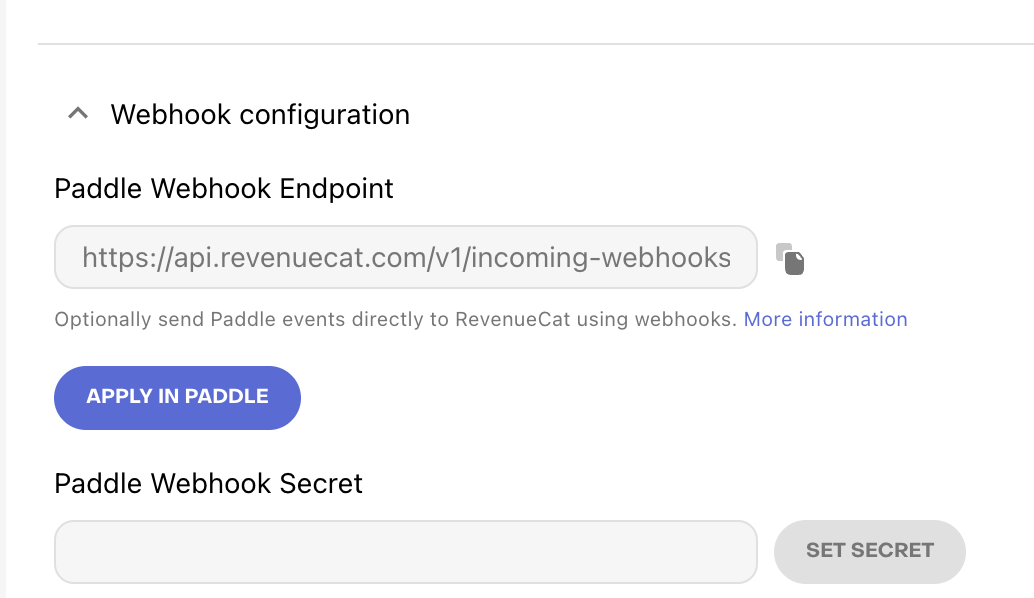 Webhook configuration
Paddle Webhook Endpoint
https://api.revenuecat.com/v1/incoming-webhooks
Optionally send Paddle events directly to RevenueCat using webhooks. More information
APPLY IN PADDLE
Paddle Webhook Secret
SET SECRET